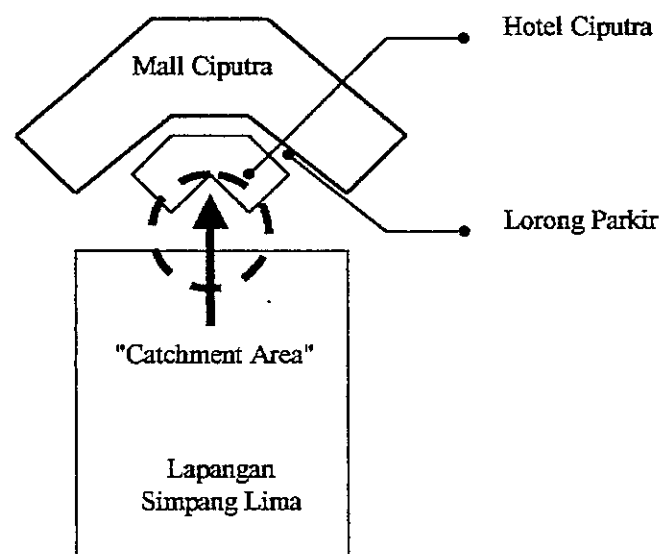 Hotel Ciputra
Mall Ciputra
Lorong Parkir
"Catchment Area"
Lapangan
Simpang Lima